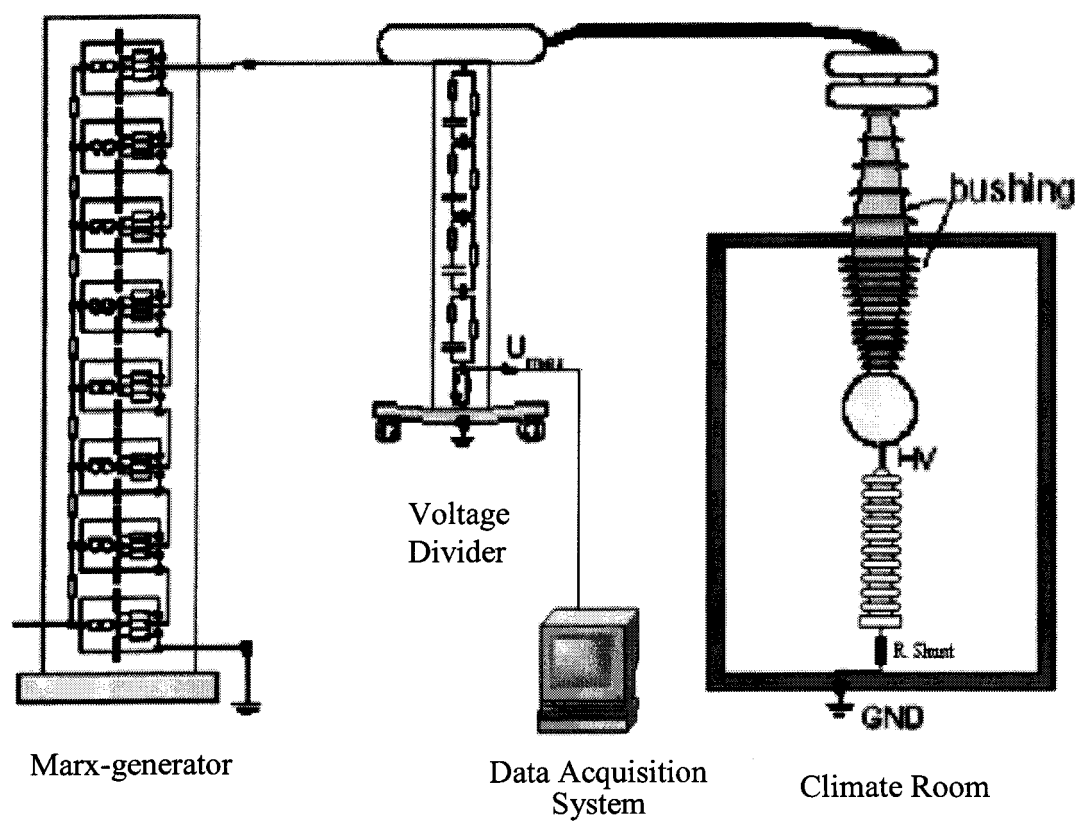 bushing
U
HV
Voltage
Divider
R. Shunt
GND
Marx-generator
Data Acquisition
System
Climate Room